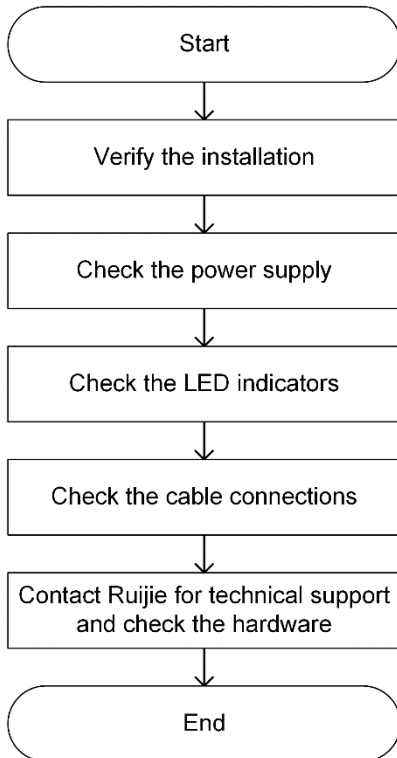 Start
Verify the installation
Check the power supply
Check the LED indicators
Check the cable connections
Contact Ruijie for technical support
and check the hardware
End